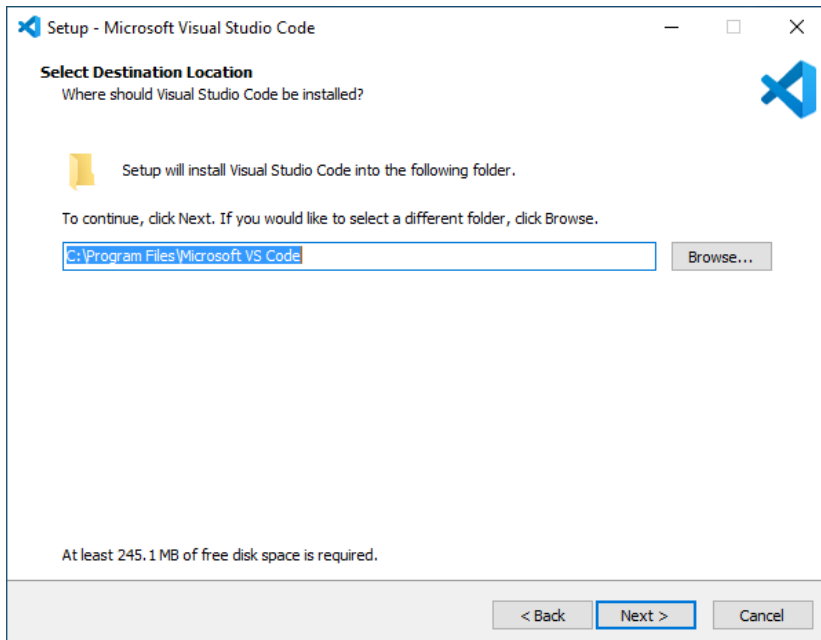 Setup - Microsoft Visual Studio Code
Select Destination Location
Where should Visual Studio Code be installed?
Setup will install Visual Studio Code into the following folder.
To continue, click Next. If you would like to select a different folder, click Browse.
C:\Program Files\Microsoft VS Code
Browse...
At least 245.1 MB of free disk space is required.
< Back
Next >
Cancel